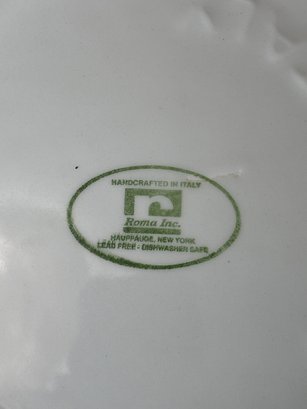 HANDCRAFTED IN ITALY
Roma Inc.
HAUPPAUGE, NEW YORK
LEAD FREE - DISHWASHER SAFE